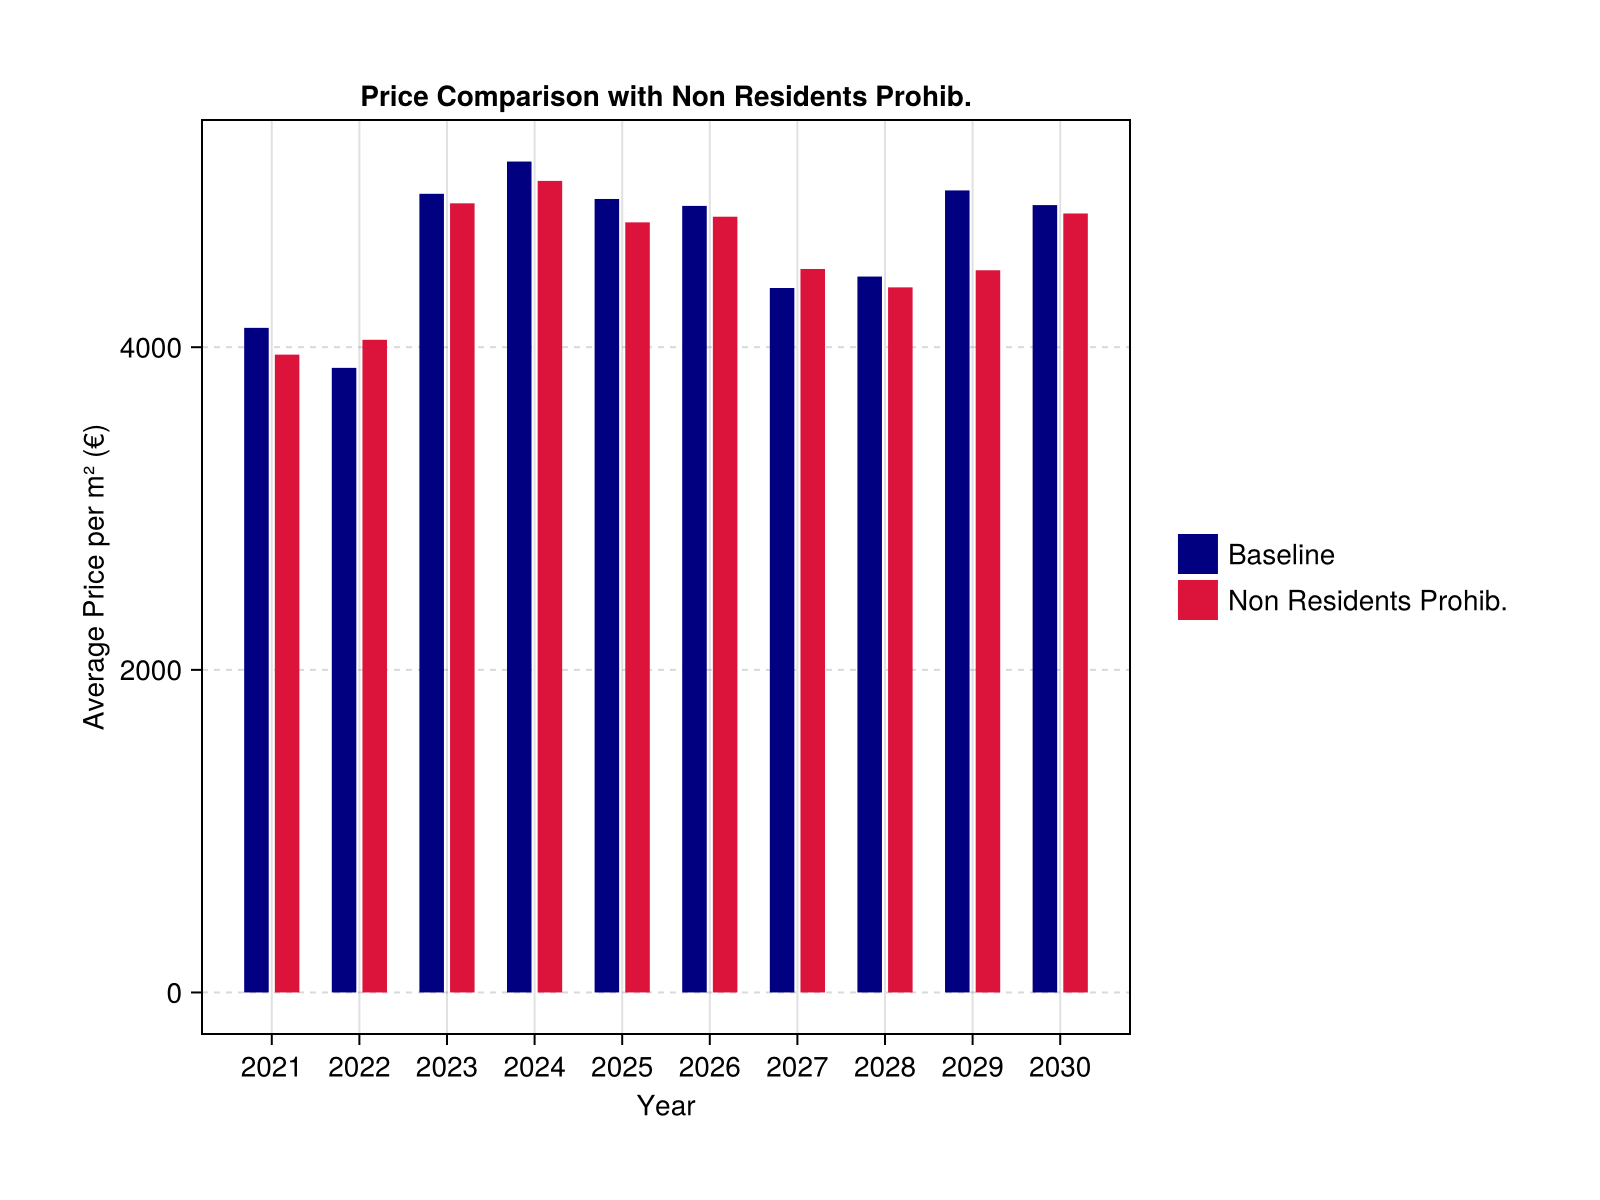 Price Comparison with Non Residents Prohib.
Average Price per m² (€)
4000
2000
0
2021 2022 2023 2024 2025 2026 2027 2028 2029 2030
Year
Baseline
Non Residents Prohib.